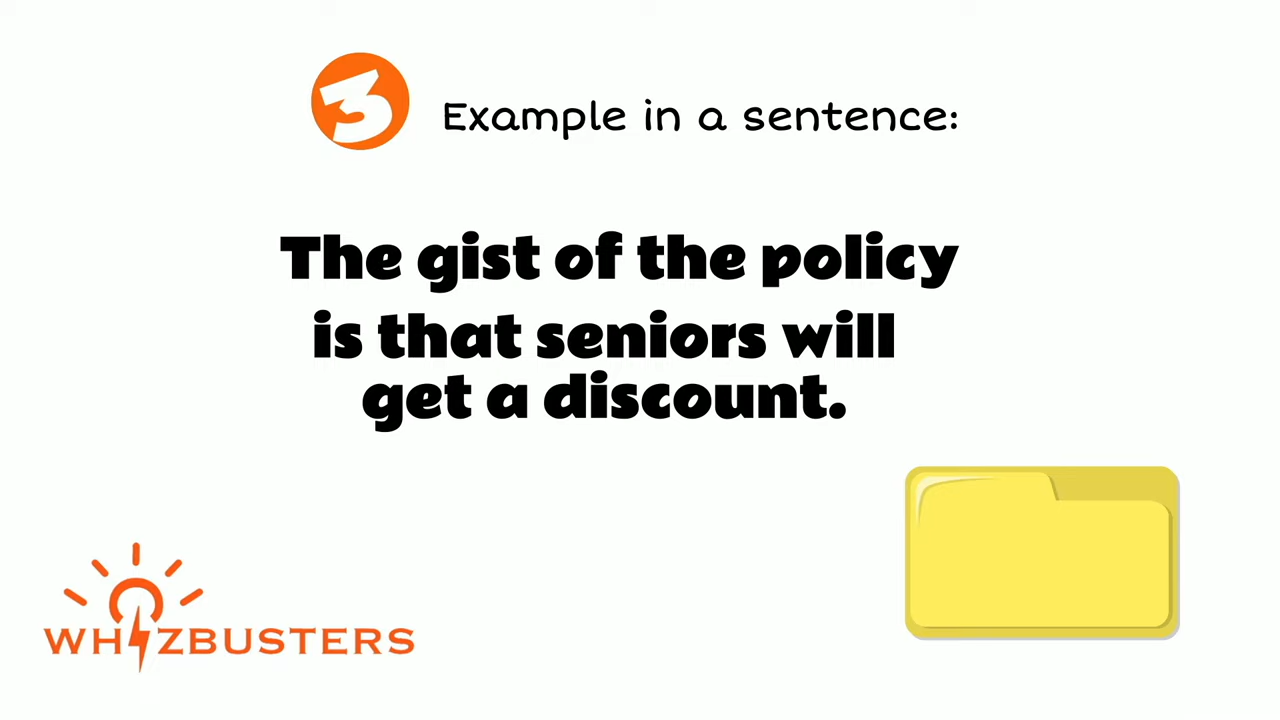 3
Example in a sentence:
The gist of the policy
is that seniors will
get a discount.
WHIZBUSTERS